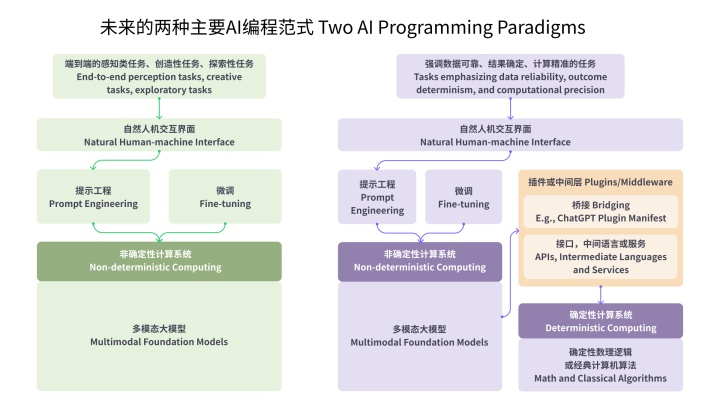 未来的两种主要AI编程范式 Two AI Programming Paradigms
端到端的感知类任务、创造性任务、探索性任务
End-to-end perception tasks, creative
tasks, exploratory tasks
自然人机交互界面
Natural Human-machine Interface
提示工程
Prompt Engineering
微调
Fine-tuning
非确定性计算系统
Non-deterministic Computing
多模态大模型
Multimodal Foundation Models
强调数据可靠、结果确定、计算精准的任务
Tasks emphasizing data reliability, outcome
determinism, and computational precision
自然人机交互界面
Natural Human-machine Interface
提示工程
Prompt
Engineering
微调
Fine-tuning
非确定性计算系统
Non-deterministic Computing
多模态大模型
Multimodal Foundation Models
插件或中间层 Plugins/Middleware
桥接 Bridging
E.g., ChatGPT Plugin Manifest
接口，中间语言或服务
APIs, Intermediate Languages
and Services
确定性计算系统
Deterministic Computing
确定性数理逻辑
或经典计算机算法
Math and Classical Algorithms